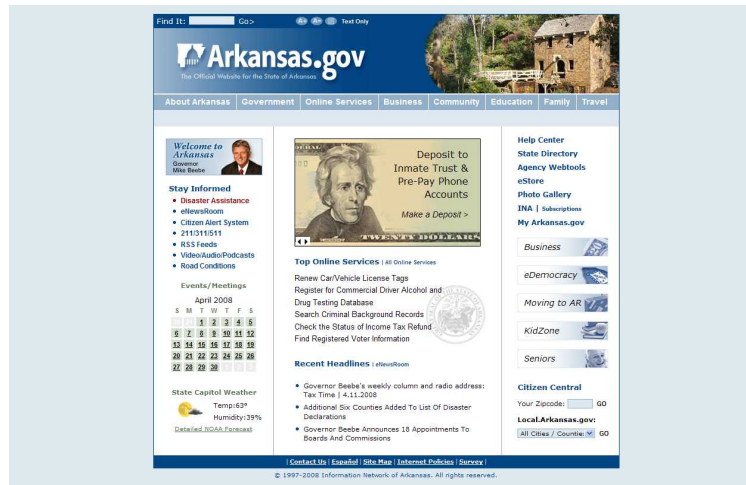 Find It: Go> A+ A+ Text Only
Arkansas.gov
The Official Website for the State of Arkansas
About Arkansas Government Online Services Business Community Education Family Travel
Welcome to
Arkansas
Governor
Mike Beebe
Stay Informed
Disaster Assistance
eNewsRoom
Citizen Alert System
211/311/511
RSS Feeds
Video/Audio/Podcasts
Road Conditions
Events/Meetings
April 2008
S M T W T F S
1 2 3 4 5
6 7 8 9 10 11 12
13 14 15 16 17 18 19
20 21 22 23 24 25 26
27 28 29 30
State Capitol Weather
Temp:63°
Humidity:39%
Detailed NOAA Forecast
Deposit to
Inmate Trust &
Pre-Pay Phone
Accounts
Make a Deposit >
TWENTY DOLLARS
Top Online Services | All Online Services
Renew Car/Vehicle License Tags
Register for Commercial Driver Alcohol and
Drug Testing Database
Search Criminal Background Records
Check the Status of Income Tax Refund
Find Registered Voter Information
Recent Headlines | eNewsRoom
Governor Beebe's weekly column and radio address:
Tax Time | 4.11.2008
Additional Six Counties Added To List Of Disaster
Declarations
Governor Beebe Announces 18 Appointments To
Boards And Commissions
Help Center
State Directory
Agency Webtools
eStore
Photo Gallery
INA | Subscriptions
My Arkansas.gov
Business
eDemocracy
Moving to AR
KidZone
Seniors
Citizen Central
Your Zipcode: GO
Local.Arkansas.gov:
All Cities / Countie: GO
| Contact Us | Español | Site Map | Internet Policies | Survey |
© 1997-2008 Information Network of Arkansas. All rights reserved.